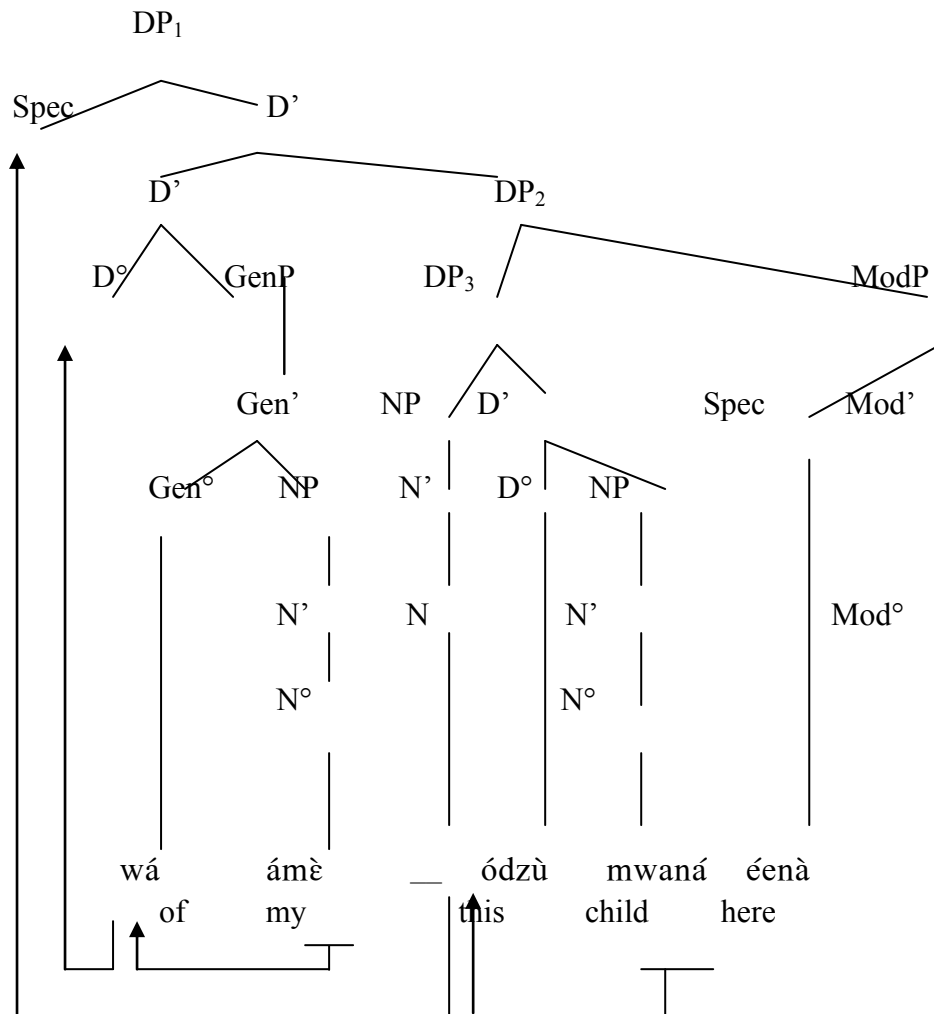 DP₁
Spec D’
D’ DP₂
D° GenP DP₃ ModP
Gen’ NP D’ Spec Mod’
Gen° NP N’ D° NP
N’ N N’ Mod°
N° N°
wá ámɛ̀ __ ódzù mwaná éenà
of my this child here